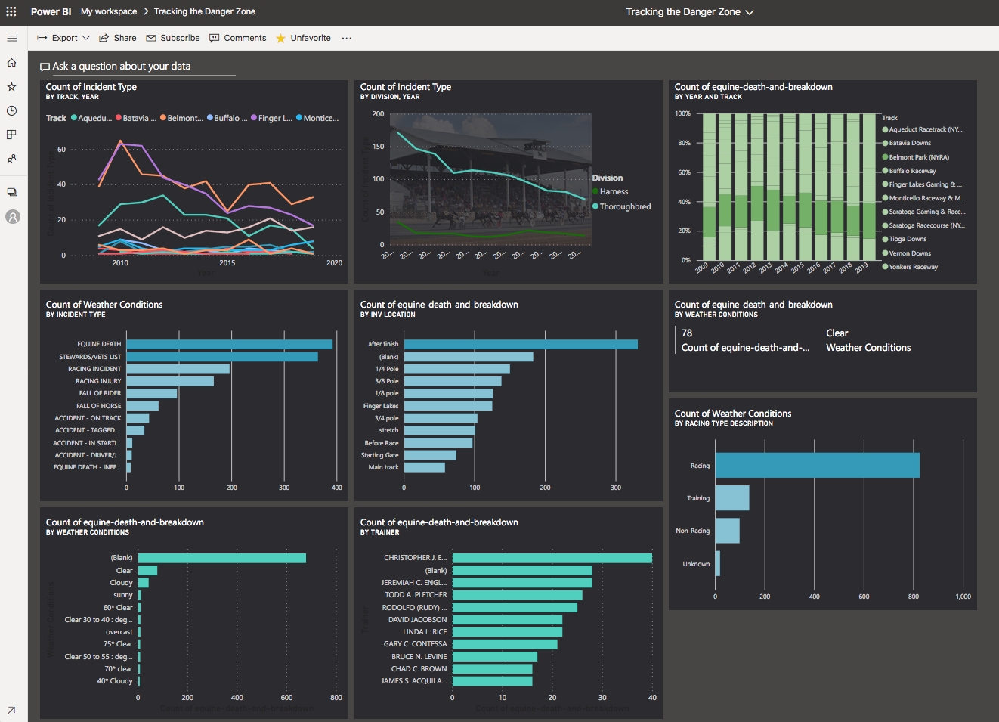 Power BI My workspace > Tracking the Danger Zone
Tracking the Danger Zone
Export Share Subscribe Comments Unfavorite ...
Ask a question about your data
Count of Incident Type
BY TRACK, YEAR
Track Aquedu... Batavia ... Belmont... Buffalo ... Finger L... Montice...
60
40
20
0
2010 2015 2020
Year
Count of Incident Type
BY DIVISION, YEAR
200
150
100
50
0
Count of Incident Type
20... 20... 20... 20... 20... 20... 20... 20... 20... 20... 20...
Year
Division
Harness
Thoroughbred
Count of equine-death-and-breakdown
BY YEAR AND TRACK
100%
80%
60%
40%
20%
0%
2009 2010 2011 2012 2013 2014 2015 2016 2017 2018 2019
Track
Aqueduct Racetrack (NY...
Batavia Downs
Belmont Park (NYRA)
Buffalo Raceway
Finger Lakes Gaming & ...
Monticello Raceway & M...
Saratoga Gaming & Race...
Saratoga Racecourse (NY...
Tioga Downs
Vernon Downs
Yonkers Raceway
Count of Weather Conditions
BY INCIDENT TYPE
EQUINE DEATH
STEWARDS/VETS LIST
RACING INCIDENT
RACING INJURY
FALL OF RIDER
FALL OF HORSE
ACCIDENT - ON TRACK
ACCIDENT - TAGGED ...
ACCIDENT - IN STARTI...
ACCIDENT - DRIVER/J...
EQUINE DEATH - INFE...
0 100 200 300 400
Count of equine-death-and-breakdown
BY INV LOCATION
after finish
(Blank)
1/4 Pole
3/8 Pole
1/8 pole
Finger Lakes
3/4 pole
stretch
Before Race
Starting Gate
Main track
0 100 200 300
Count of equine-death-and-breakdown
BY WEATHER CONDITIONS
78 Clear
Count of equine-death-and-... Weather Conditions
Count of Weather Conditions
BY RACING TYPE DESCRIPTION
Racing
Training
Non-Racing
Unknown
0 200 400 600 800 1,000
Count of equine-death-and-breakdown
BY WEATHER CONDITIONS
(Blank)
Clear
Cloudy
sunny
60* Clear
Clear 30 to 40 : deg...
overcast
75* Clear
Clear 50 to 55 : deg...
70* clear
40* Cloudy
Weather Conditions
0 200 400 600 800
Count of equine-death-and-breakdown
Count of equine-death-and-breakdown
BY TRAINER
CHRISTOPHER J. E...
(Blank)
JEREMIAH C. ENGL...
TODD A. PLETCHER
RODOLFO (RUDY) ...
DAVID JACOBSON
LINDA L. RICE
GARY C. CONTESSA
BRUCE N. LEVINE
CHAD C. BROWN
JAMES S. ACQUILA...
Trainer
0 10 20 30 40
Count of equine-death-and-breakdown